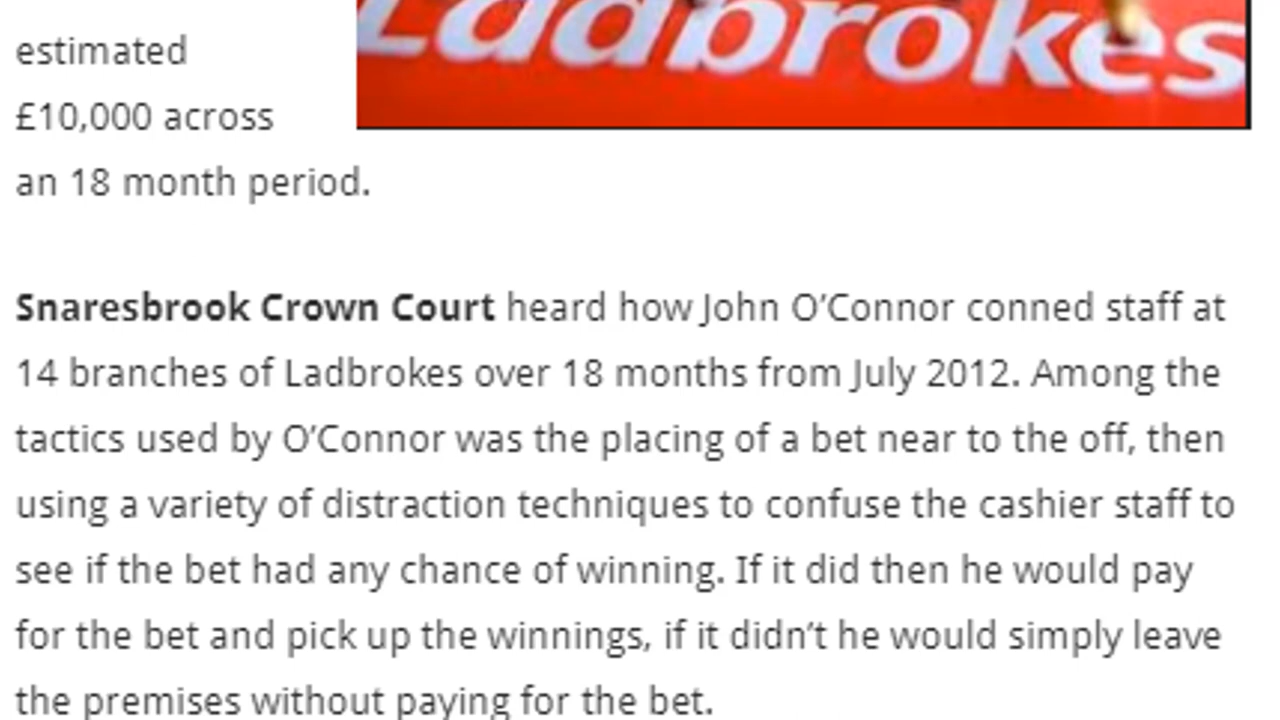 Ladbrokes
estimated
£10,000 across
an 18 month period.
Snaresbrook Crown Court heard how John O’Connor conned staff at
14 branches of Ladbrokes over 18 months from July 2012. Among the
tactics used by O’Connor was the placing of a bet near to the off, then
using a variety of distraction techniques to confuse the cashier staff to
see if the bet had any chance of winning. If it did then he would pay
for the bet and pick up the winnings, if it didn’t he would simply leave
the premises without paying for the bet.